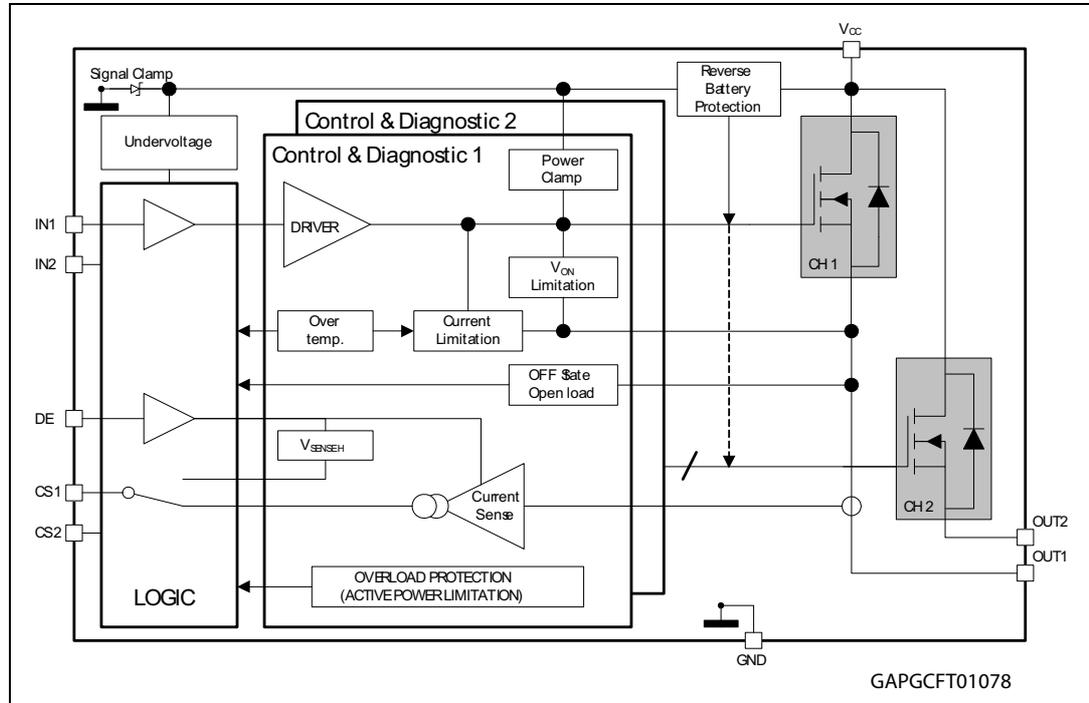 VCC
Signal Clamp
Reverse
Battery
Protection
Undervoltage
Control & Diagnostic 2
Control & Diagnostic 1
Power
Clamp
IN1
DRIVER
IN2
VON
Limitation
CH 1
Over
temp.
Current
Limitation
OFF State
Open load
DE
VSENSEH
CS1
Current
Sense
CH 2
CS2
OUT2
OUT1
OVERLOAD PROTECTION
(ACTIVE POWER LIMITATION)
LOGIC
GND
GAPGCFT01078